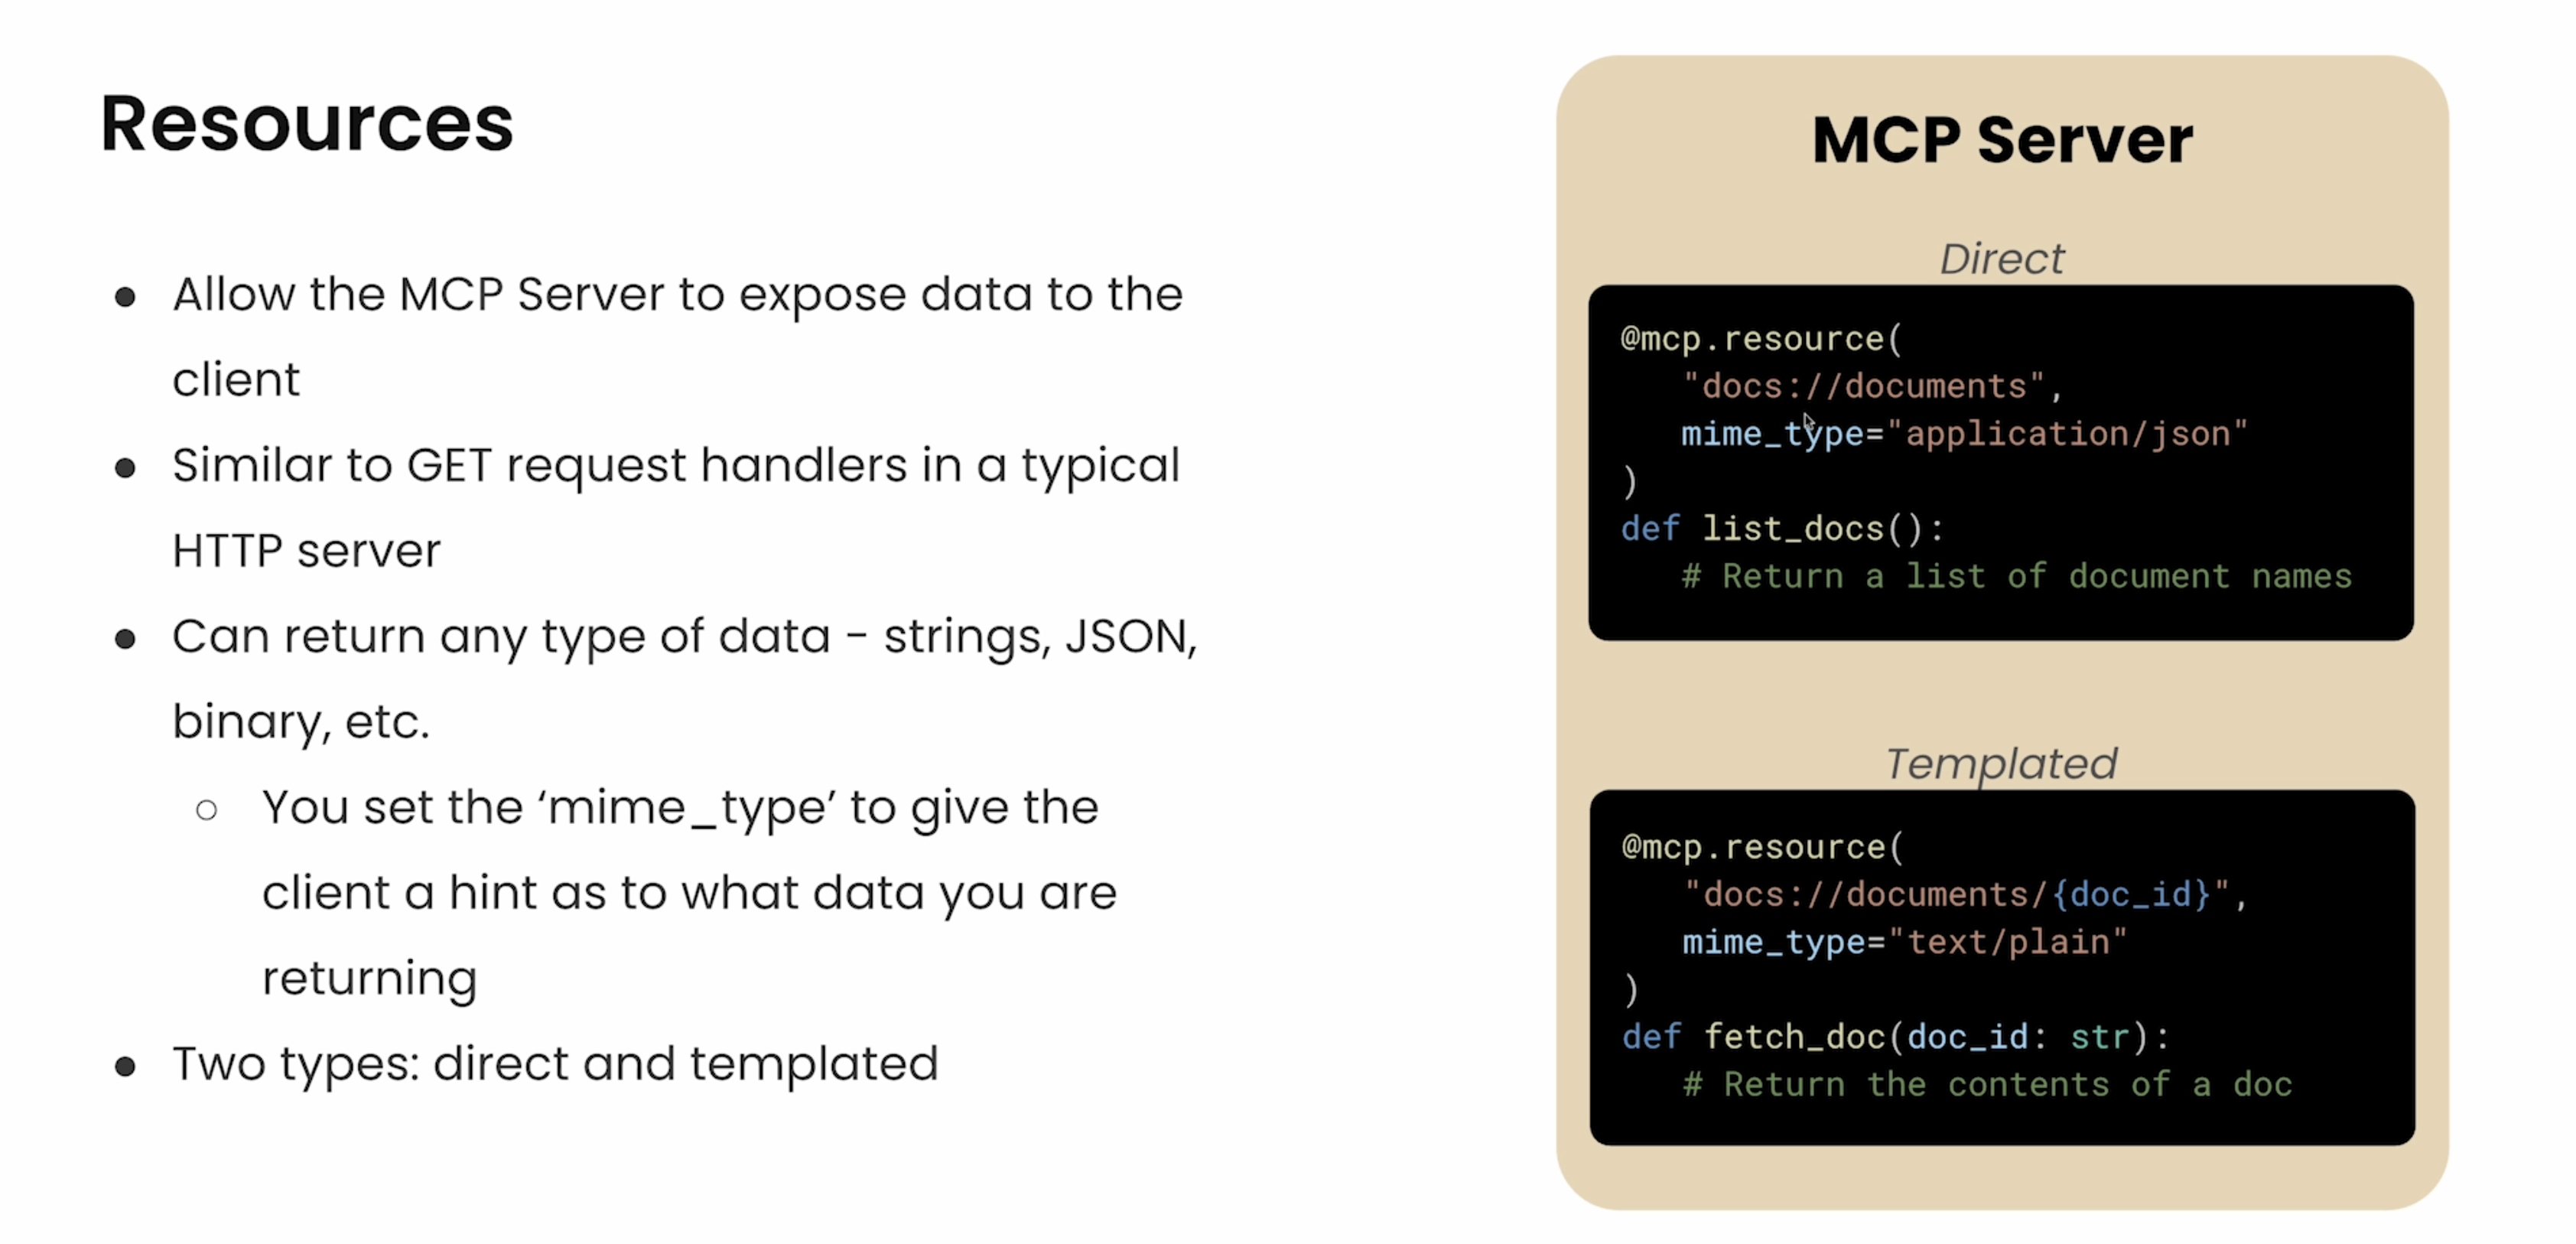 Resources
● Allow the MCP Server to expose data to the
client
● Similar to GET request handlers in a typical
HTTP server
● Can return any type of data - strings, JSON,
binary, etc.
○ You set the ‘mime_type’ to give the
client a hint as to what data you are
returning
● Two types: direct and templated
MCP Server
Direct
@mcp.resource(
"docs://documents",
mime_type="application/json"
)
def list_docs():
# Return a list of document names
Templated
@mcp.resource(
"docs://documents/{doc_id}",
mime_type="text/plain"
)
def fetch_doc(doc_id: str):
# Return the contents of a doc